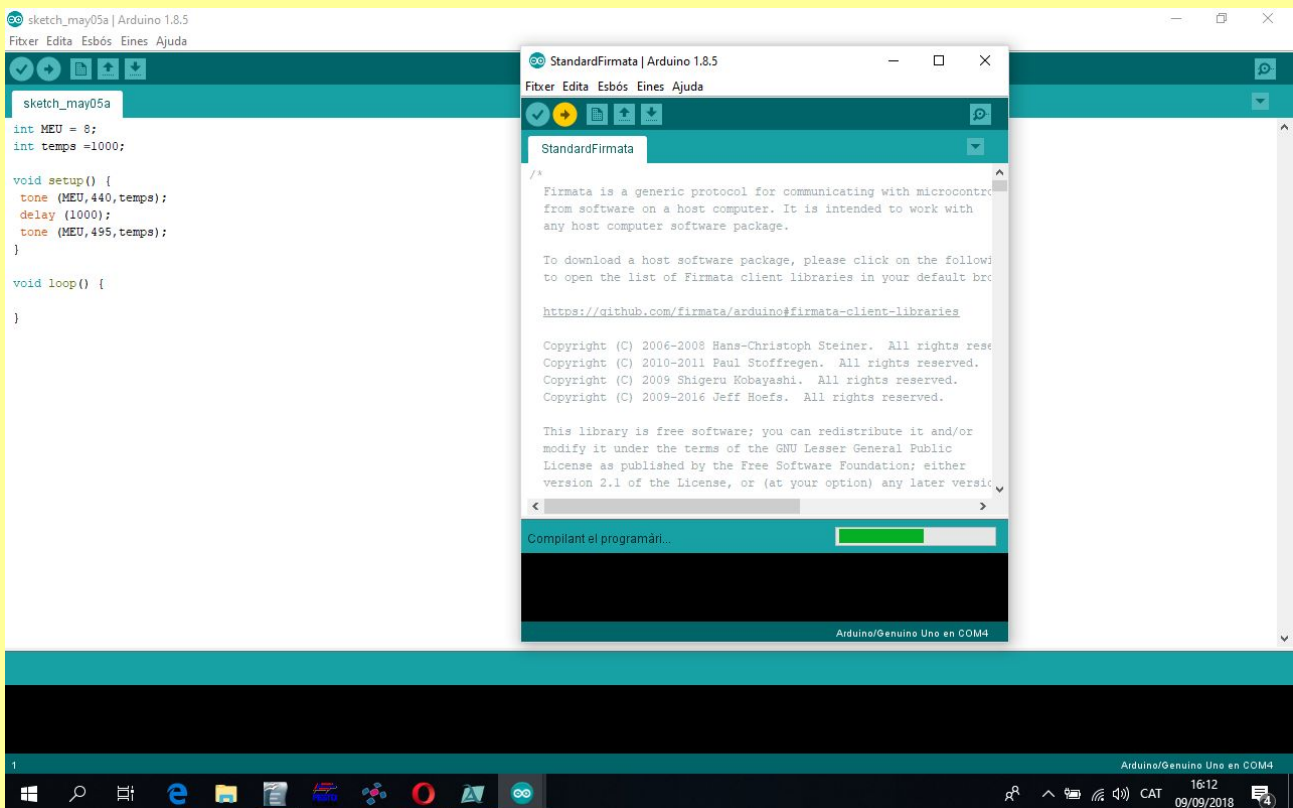 sketch_may05a | Arduino 1.8.5
Fitxer Edita Esbós Eines Ajuda
sketch_may05a
int MEU = 8;
int temps =1000;
void setup() {
tone (MEU,440,temps);
delay (1000);
tone (MEU,495,temps);
}
void loop() {
}
StandardFirmata | Arduino 1.8.5
Fitxer Edita Esbós Eines Ajuda
StandardFirmata
/*
Firmata is a generic protocol for communicating with microcontro
from software on a host computer. It is intended to work with
any host computer software package.
To download a host software package, please click on the followi
to open the list of Firmata client libraries in your default bro
https://github.com/firmata/arduino#firmata-client-libraries
Copyright (C) 2006-2008 Hans-Christoph Steiner.  All rights rese
Copyright (C) 2010-2011 Paul Stoffregen.  All rights reserved.
Copyright (C) 2009 Shigeru Kobayashi.  All rights reserved.
Copyright (C) 2009-2016 Jeff Hoefs.  All rights reserved.
This library is free software; you can redistribute it and/or
modify it under the terms of the GNU Lesser General Public
License as published by the Free Software Foundation; either
version 2.1 of the License, or (at your option) any later versio
Compilant el programári...
Arduino/Genuino Uno en COM4
1
Arduino/Genuino Uno en COM4
CAT
16:12
09/09/2018
4